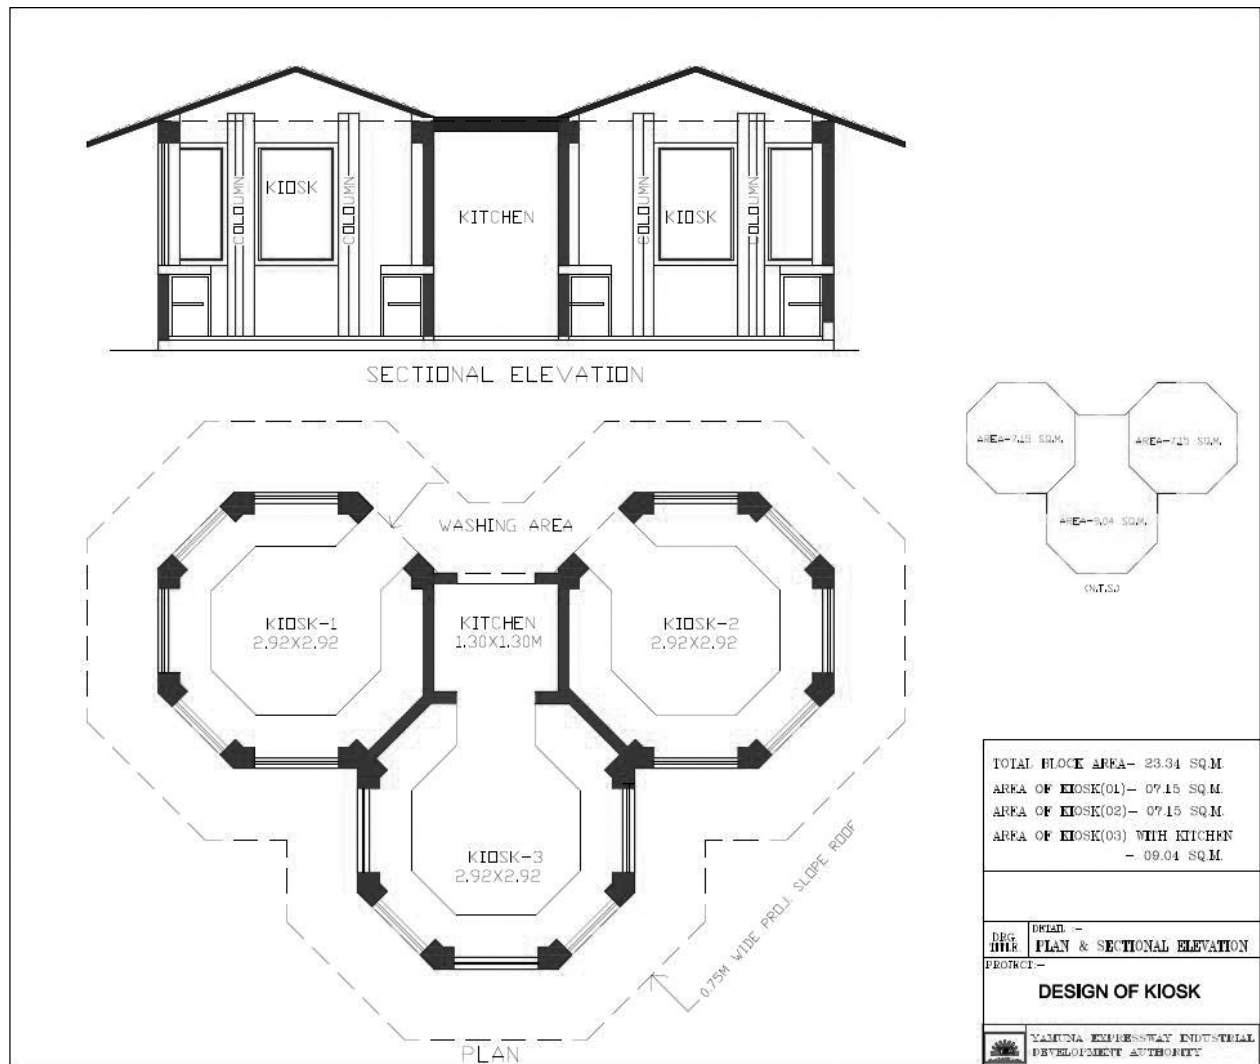 KIOSK
COLOUMN
COLOUMN
KITCHEN
COLOUMN
KIOSK
COLOUMN
SECTIONAL ELEVATION
AREA-7.15 SQ.M.
AREA-7.15 SQ.M.
AREA-9.04 SQ.M.
(N.T.S.)
WASHING AREA
KIOSK-1
2.92X2.92
KITCHEN
1.30X1.30M
KIOSK-2
2.92X2.92
KIOSK-3
2.92X2.92
0.75M WIDE PROJ. SLOPE ROOF
PLAN
TOTAL BLOCK AREA- 23.34 SQ.M.
AREA OF KIOSK(01)- 07.15 SQ.M.
AREA OF KIOSK(02)- 07.15 SQ.M.
AREA OF KIOSK(03) WITH KITCHEN
- 09.04 SQ.M.
DRG
TITLE
DETAIL :-
PLAN & SECTIONAL ELEVATION
PROJECT:-
DESIGN OF KIOSK
YAMUNA EXPRESSWAY INDUSTRIAL
DEVELOPMENT AUTHORITY